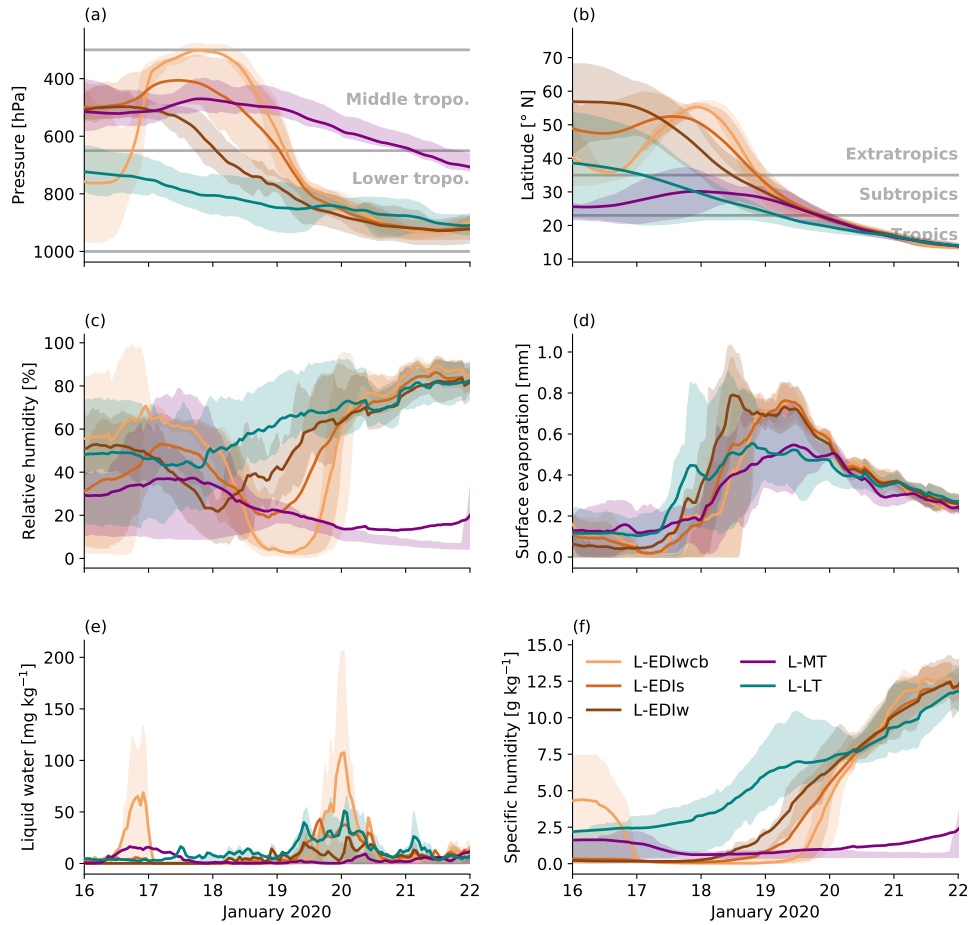 (a)
Pressure [hPa]
400
600
800
1000
Middle tropo.
Lower tropo.
(b)
Latitude [° N]
70
60
50
40
30
20
10
Extratropics
Subtropics
Tropics
(c)
Relative humidity [%]
100
80
60
40
20
0
(d)
Surface evaporation [mm]
1.0
0.8
0.6
0.4
0.2
0.0
(e)
Liquid water [mg kg⁻¹]
200
150
100
50
0
16 17 18 19 20 21 22
January 2020
(f)
Specific humidity [g kg⁻¹]
15.0
12.5
10.0
7.5
5.0
2.5
0.0
L-EDIwcb
L-EDIs
L-EDIw
L-MT
L-LT
16 17 18 19 20 21 22
January 2020